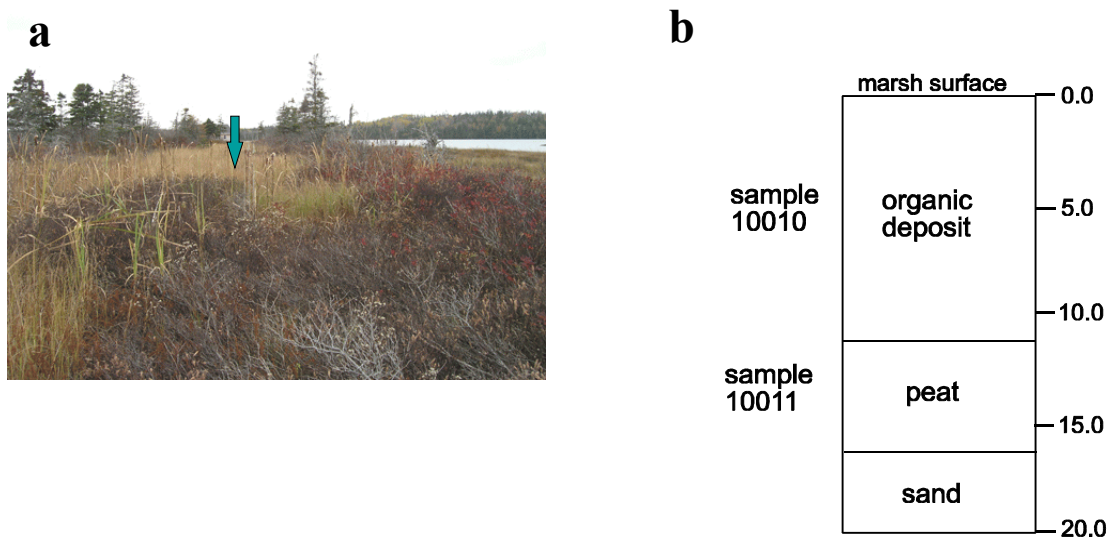 a
b
marsh surface
0.0
sample
10010
organic
deposit
5.0
10.0
sample
10011
peat
15.0
sand
20.0